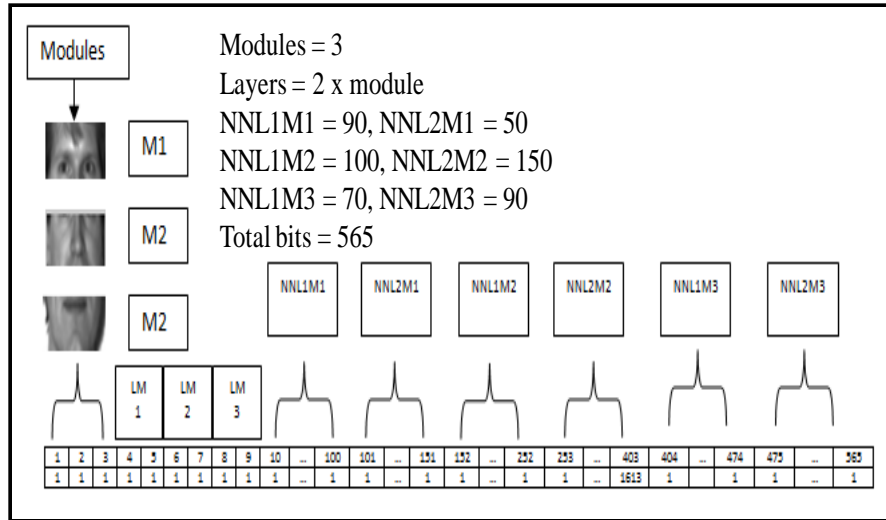 Modules
Modules = 3
Layers = 2 x module
NNL1M1 = 90, NNL2M1 = 50
NNL1M2 = 100, NNL2M2 = 150
NNL1M3 = 70, NNL2M3 = 90
Total bits = 565
M1
M2
M2
NNL1M1 NNL2M1 NNL1M2 NNL2M2 NNL1M3 NNL2M3
LM 1
LM 2
LM 3
1 2 3 4 5 6 7 8 9 10 ... 100 101 ... 151 152 ... 252 253 ... 403 404 ... 474 475 ... 565
1 1 1 1 1 1 1 1 1 1 ... 1 1 ... 1 1 ... 1 1 ... 1613 1 1 1 ... 1